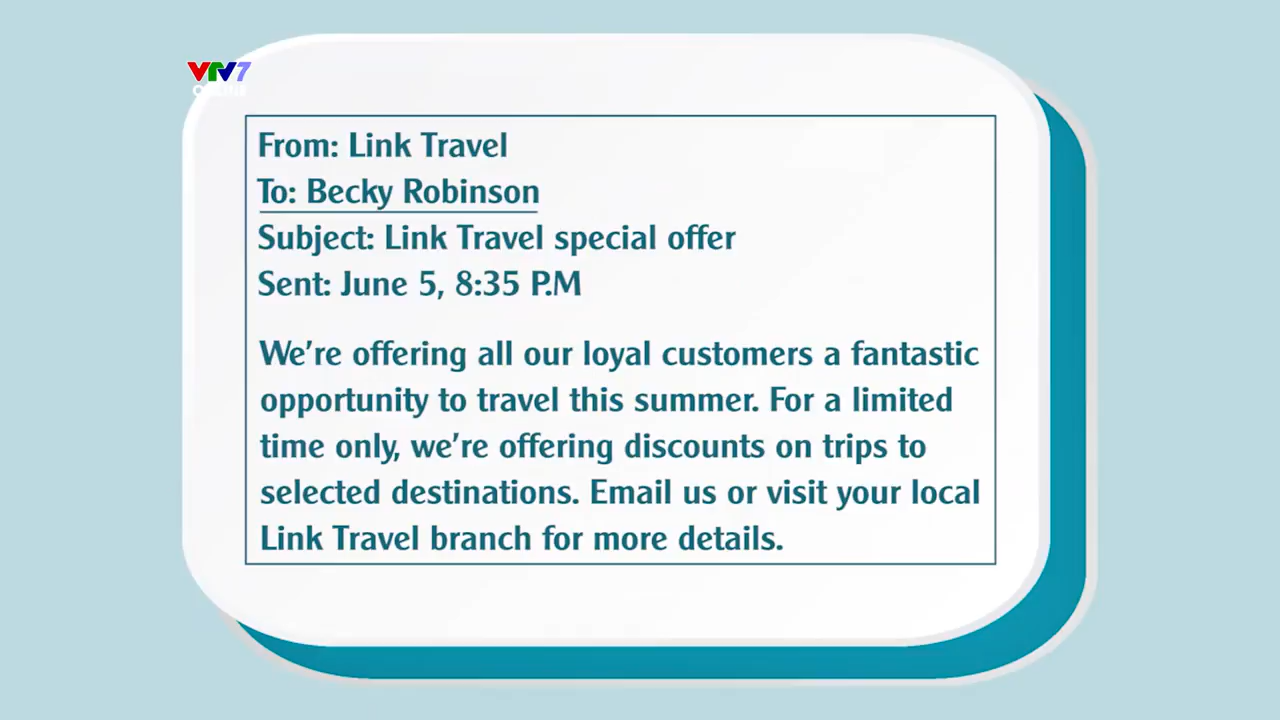 VTV7
ONLINE
From: Link Travel
To: Becky Robinson
Subject: Link Travel special offer
Sent: June 5, 8:35 P.M
We're offering all our loyal customers a fantastic
opportunity to travel this summer. For a limited
time only, we're offering discounts on trips to
selected destinations. Email us or visit your local
Link Travel branch for more details.